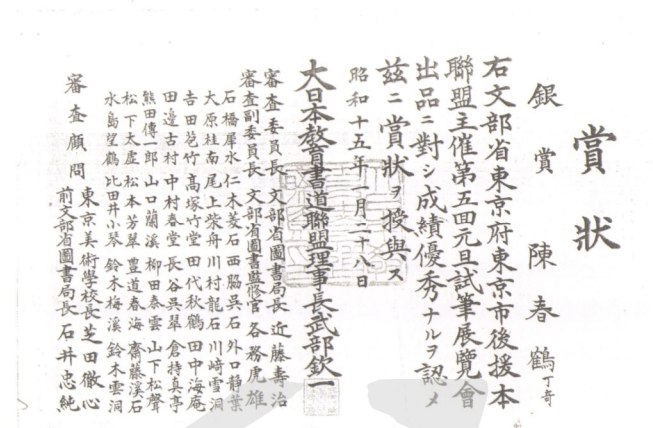 賞狀
銀賞 陳春鶴
右文部省東京府東京市後援本
聯盟主催第五回元旦試筆展覽會
出品ニ對シ成績優秀ナルヲ認メ
茲ニ賞狀ヲ授與ス
昭和十五年一月二十八日
大日本教育書道聯盟理事長武部欽一
審査委員長 文部省圖書局長 近藤壽治
審査副委員長 文部省圖書監修官 各務虎雄
石橋犀水 仁木菱石 西脇呉石 外口靜葉
大原桂南 尾上柴舟 川村龍石 川崎雪洞
吉田苞竹 高塚竹堂 田代秋鶴 田中海庵
田邉古村 中村春堂 長谷呉翠 倉持真亭
熊田傳一郎 山口蘭溪 柳田泰雲 山下松聲
松下太虚 松本芳翠 豊道春海 齋藤溪石
水島望鶴 比田井小琴 鈴木梅溪 鈴木雲洞
審査顧問 東京美術學校長 芝田徹心
前文部省圖書局長 石井忠純